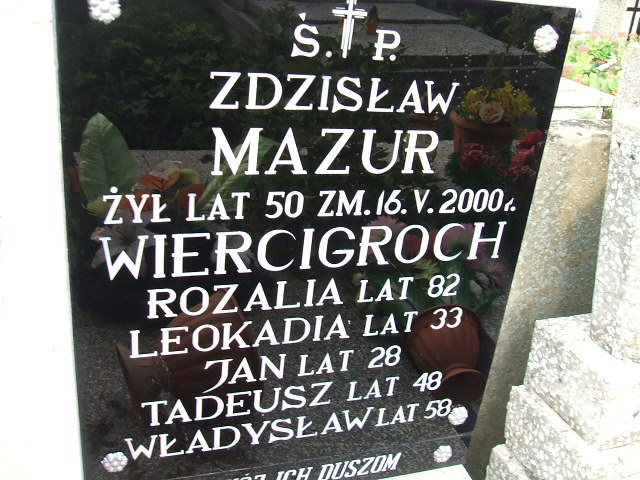 Ś. P.
ZDZISŁAW
MAZUR
ŻYŁ LAT 50 ZM. 16. V. 2000 r.
WIERCIGROCH
ROZALIA LAT 82
LEOKADIA LAT 33
JAN LAT 28
TADEUSZ LAT 48
WŁADYSŁAW LAT 58
ICH DUSZOM